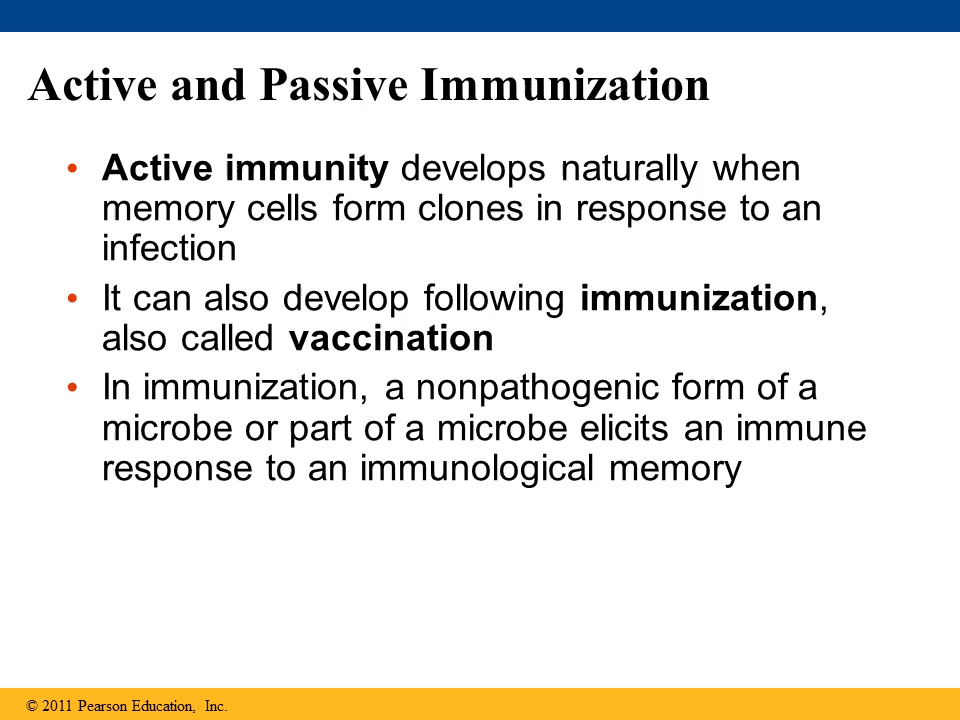 Active and Passive Immunization
• Active immunity develops naturally when
memory cells form clones in response to an
infection
• It can also develop following immunization,
also called vaccination
• In immunization, a nonpathogenic form of a
microbe or part of a microbe elicits an immune
response to an immunological memory
© 2011 Pearson Education, Inc.